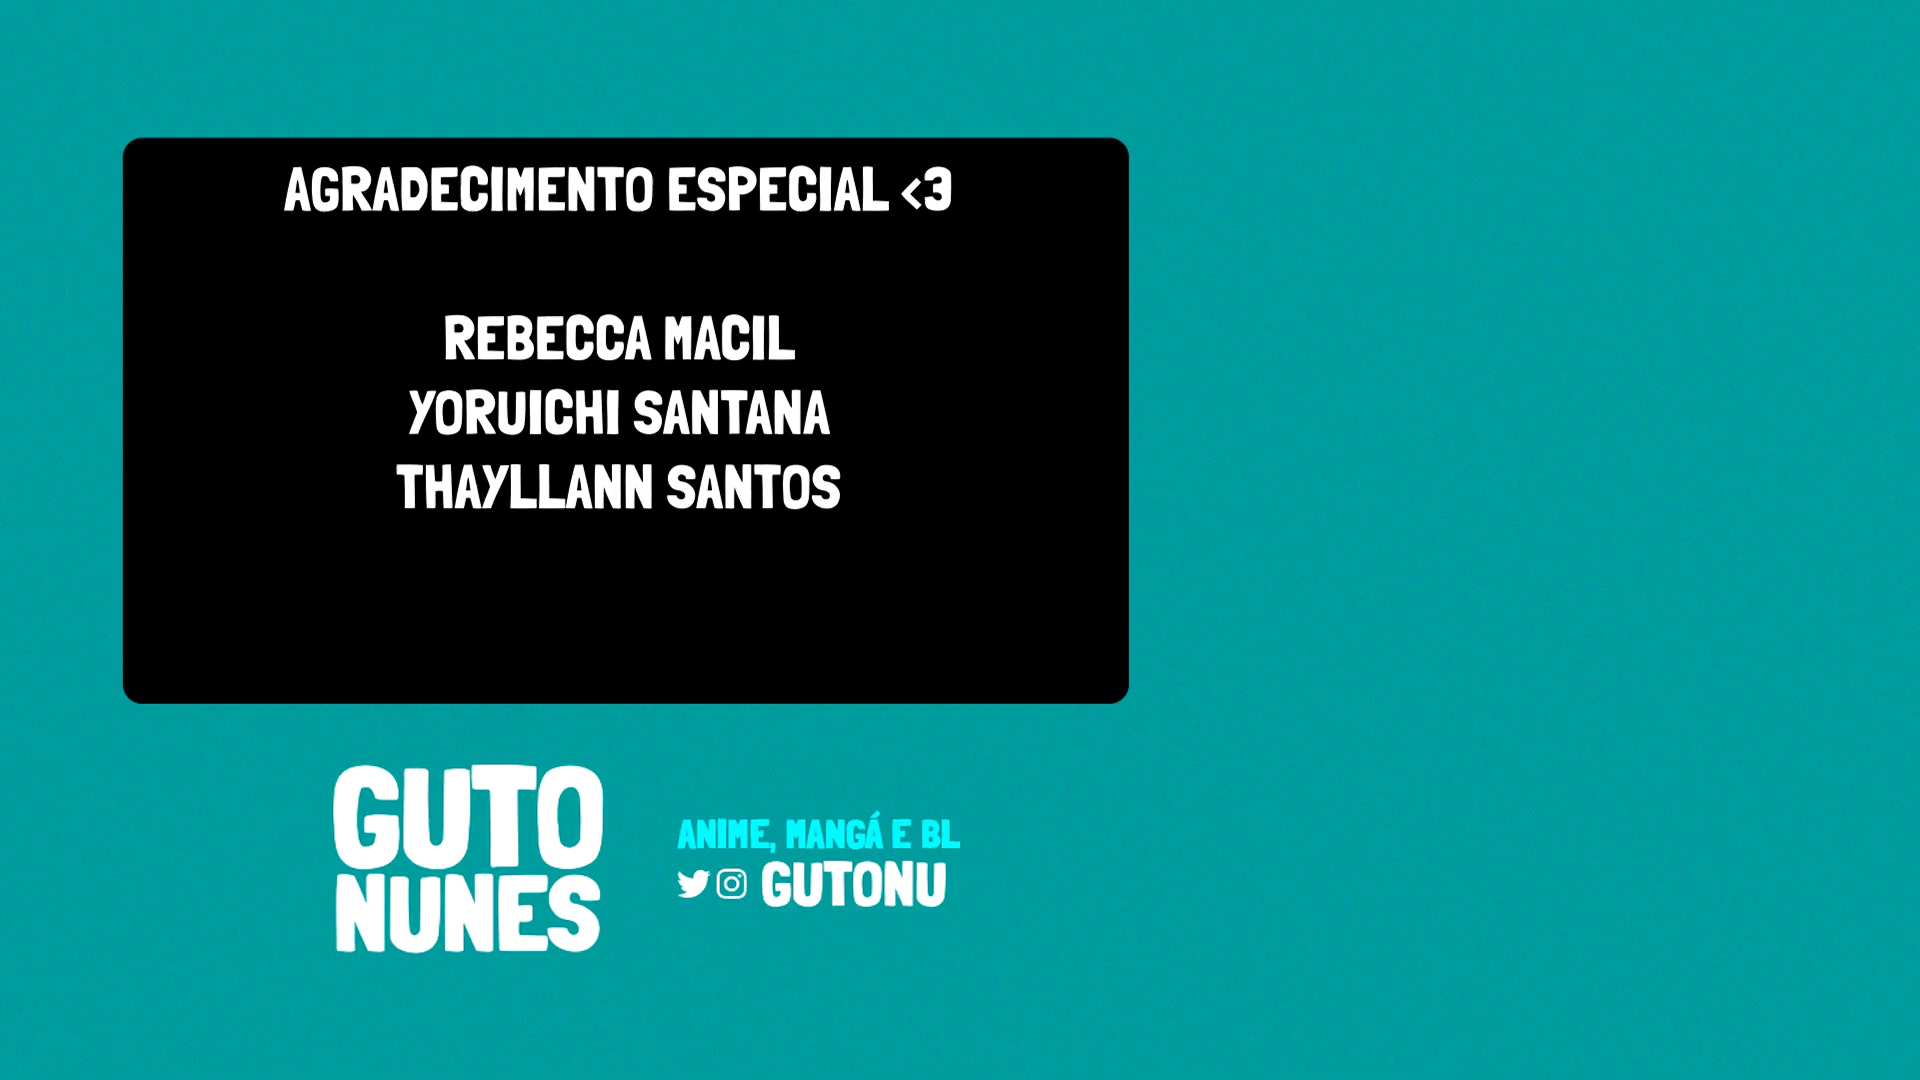 AGRADECIMENTO ESPECIAL <3
REBECCA MACIL
YORUICHI SANTANA
THAYLLANN SANTOS
GUTO
NUNES
ANIME, MANGÁ E BL
GUTONU